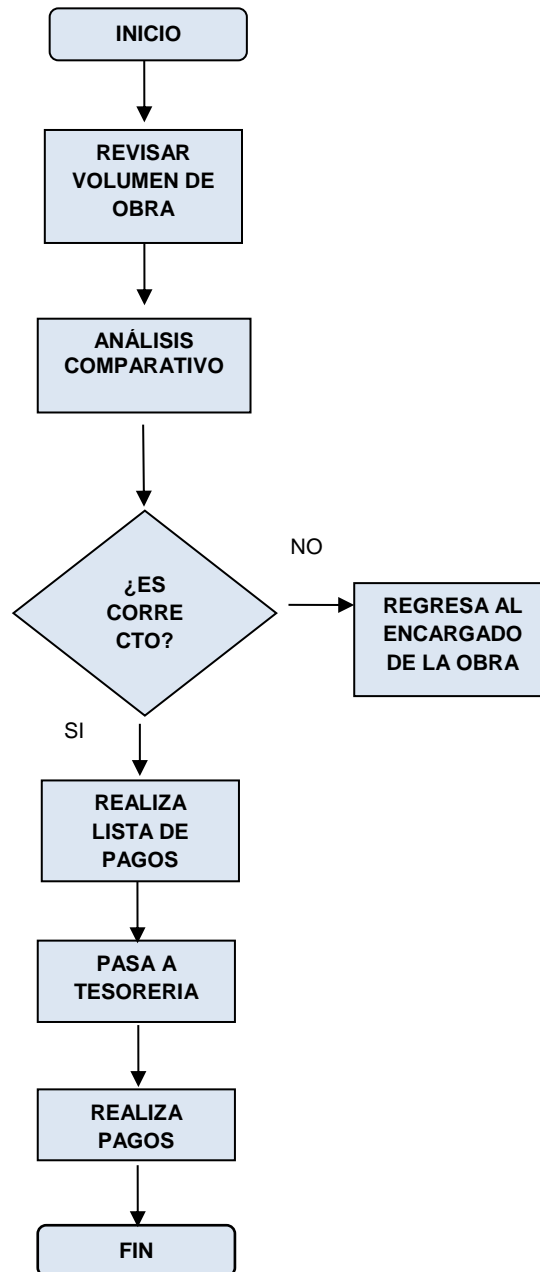 INICIO
REVISAR
VOLUMEN DE
OBRA
ANÁLISIS
COMPARATIVO
¿ES
CORRE
CTO?
NO
REGRESA AL
ENCARGADO
DE LA OBRA
SI
REALIZA
LISTA DE
PAGOS
PASA A
TESORERIA
REALIZA
PAGOS
FIN